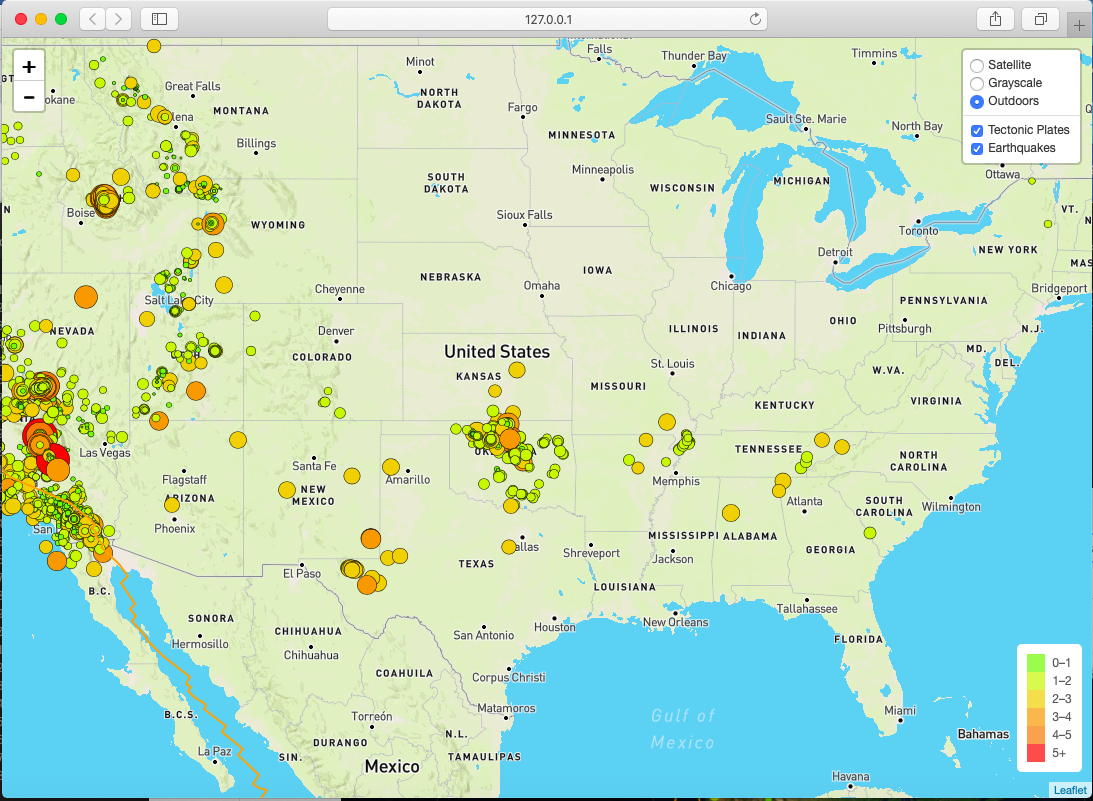 127.0.0.1
+
-
Satellite
Grayscale
Outdoors
Tectonic Plates
Earthquakes
Falls
Thunder Bay
Timmins
Minot
Great Falls
NORTH
DAKOTA
MONTANA
Fargo
MINNESOTA
Sault Ste. Marie
North Bay
Billings
Ottawa
Minneapolis
SOUTH
DAKOTA
WISCONSIN
MICHIGAN
Boise
Sioux Falls
WYOMING
VT.
Toronto
NEW YORK
Detroit
MAS
IOWA
NEBRASKA
Omaha
Chicago
Cheyenne
Bridgeport
Salt Lake City
PENNSYLVANIA
OHIO
Pittsburgh
N.J.
NEVADA
Denver
ILLINOIS
INDIANA
COLORADO
United States
MD.
DEL.
St. Louis
W.VA.
KANSAS
MISSOURI
KENTUCKY
VIRGINIA
Las Vegas
TENNESSEE
NORTH
CAROLINA
Santa Fe
Flagstaff
Amarillo
Memphis
ARIZONA
NEW
MEXICO
Atlanta
SOUTH
CAROLINA
Wilmington
Phoenix
San
MISSISSIPPI
ALABAMA
GEORGIA
Shreveport
Jackson
El Paso
TEXAS
B.C.
LOUISIANA
Tallahassee
SONORA
New Orleans
Houston
CHIHUAHUA
San Antonio
Hermosillo
FLORIDA
Chihuahua
COAHUILA
Corpus Christi
B.C.S.
Torreón
Matamoros
Gulf of
Mexico
Miami
N.L.
Bahamas
DURANGO
La Paz
SIN.
TAMAULIPAS
Mexico
Havana
0–1
1–2
2–3
3–4
4–5
5+
Leaflet